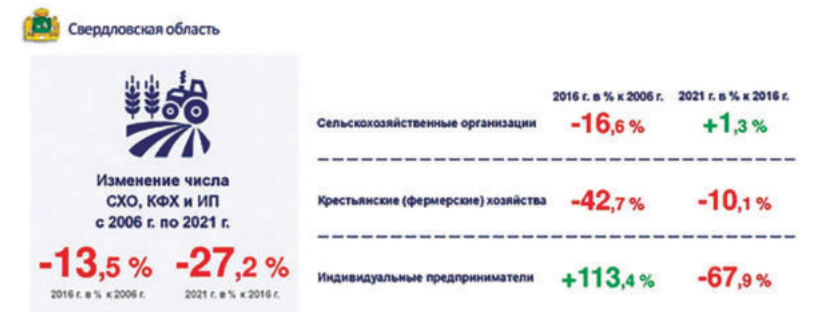 Свердловская область
Изменение числа
СХО, КФХ и ИП
с 2006 г. по 2021 г.
-13,5 % -27,2 %
2016 г. в % к 2006 г. 2021 г. в % к 2016 г.
2016 г. в % к 2006 г. 2021 г. в % к 2016 г.
Сельскохозяйственные организации -16,6 % +1,3 %
Крестьянские (фермерские) хозяйства -42,7 % -10,1 %
Индивидуальные предприниматели +113,4 % -67,9 %